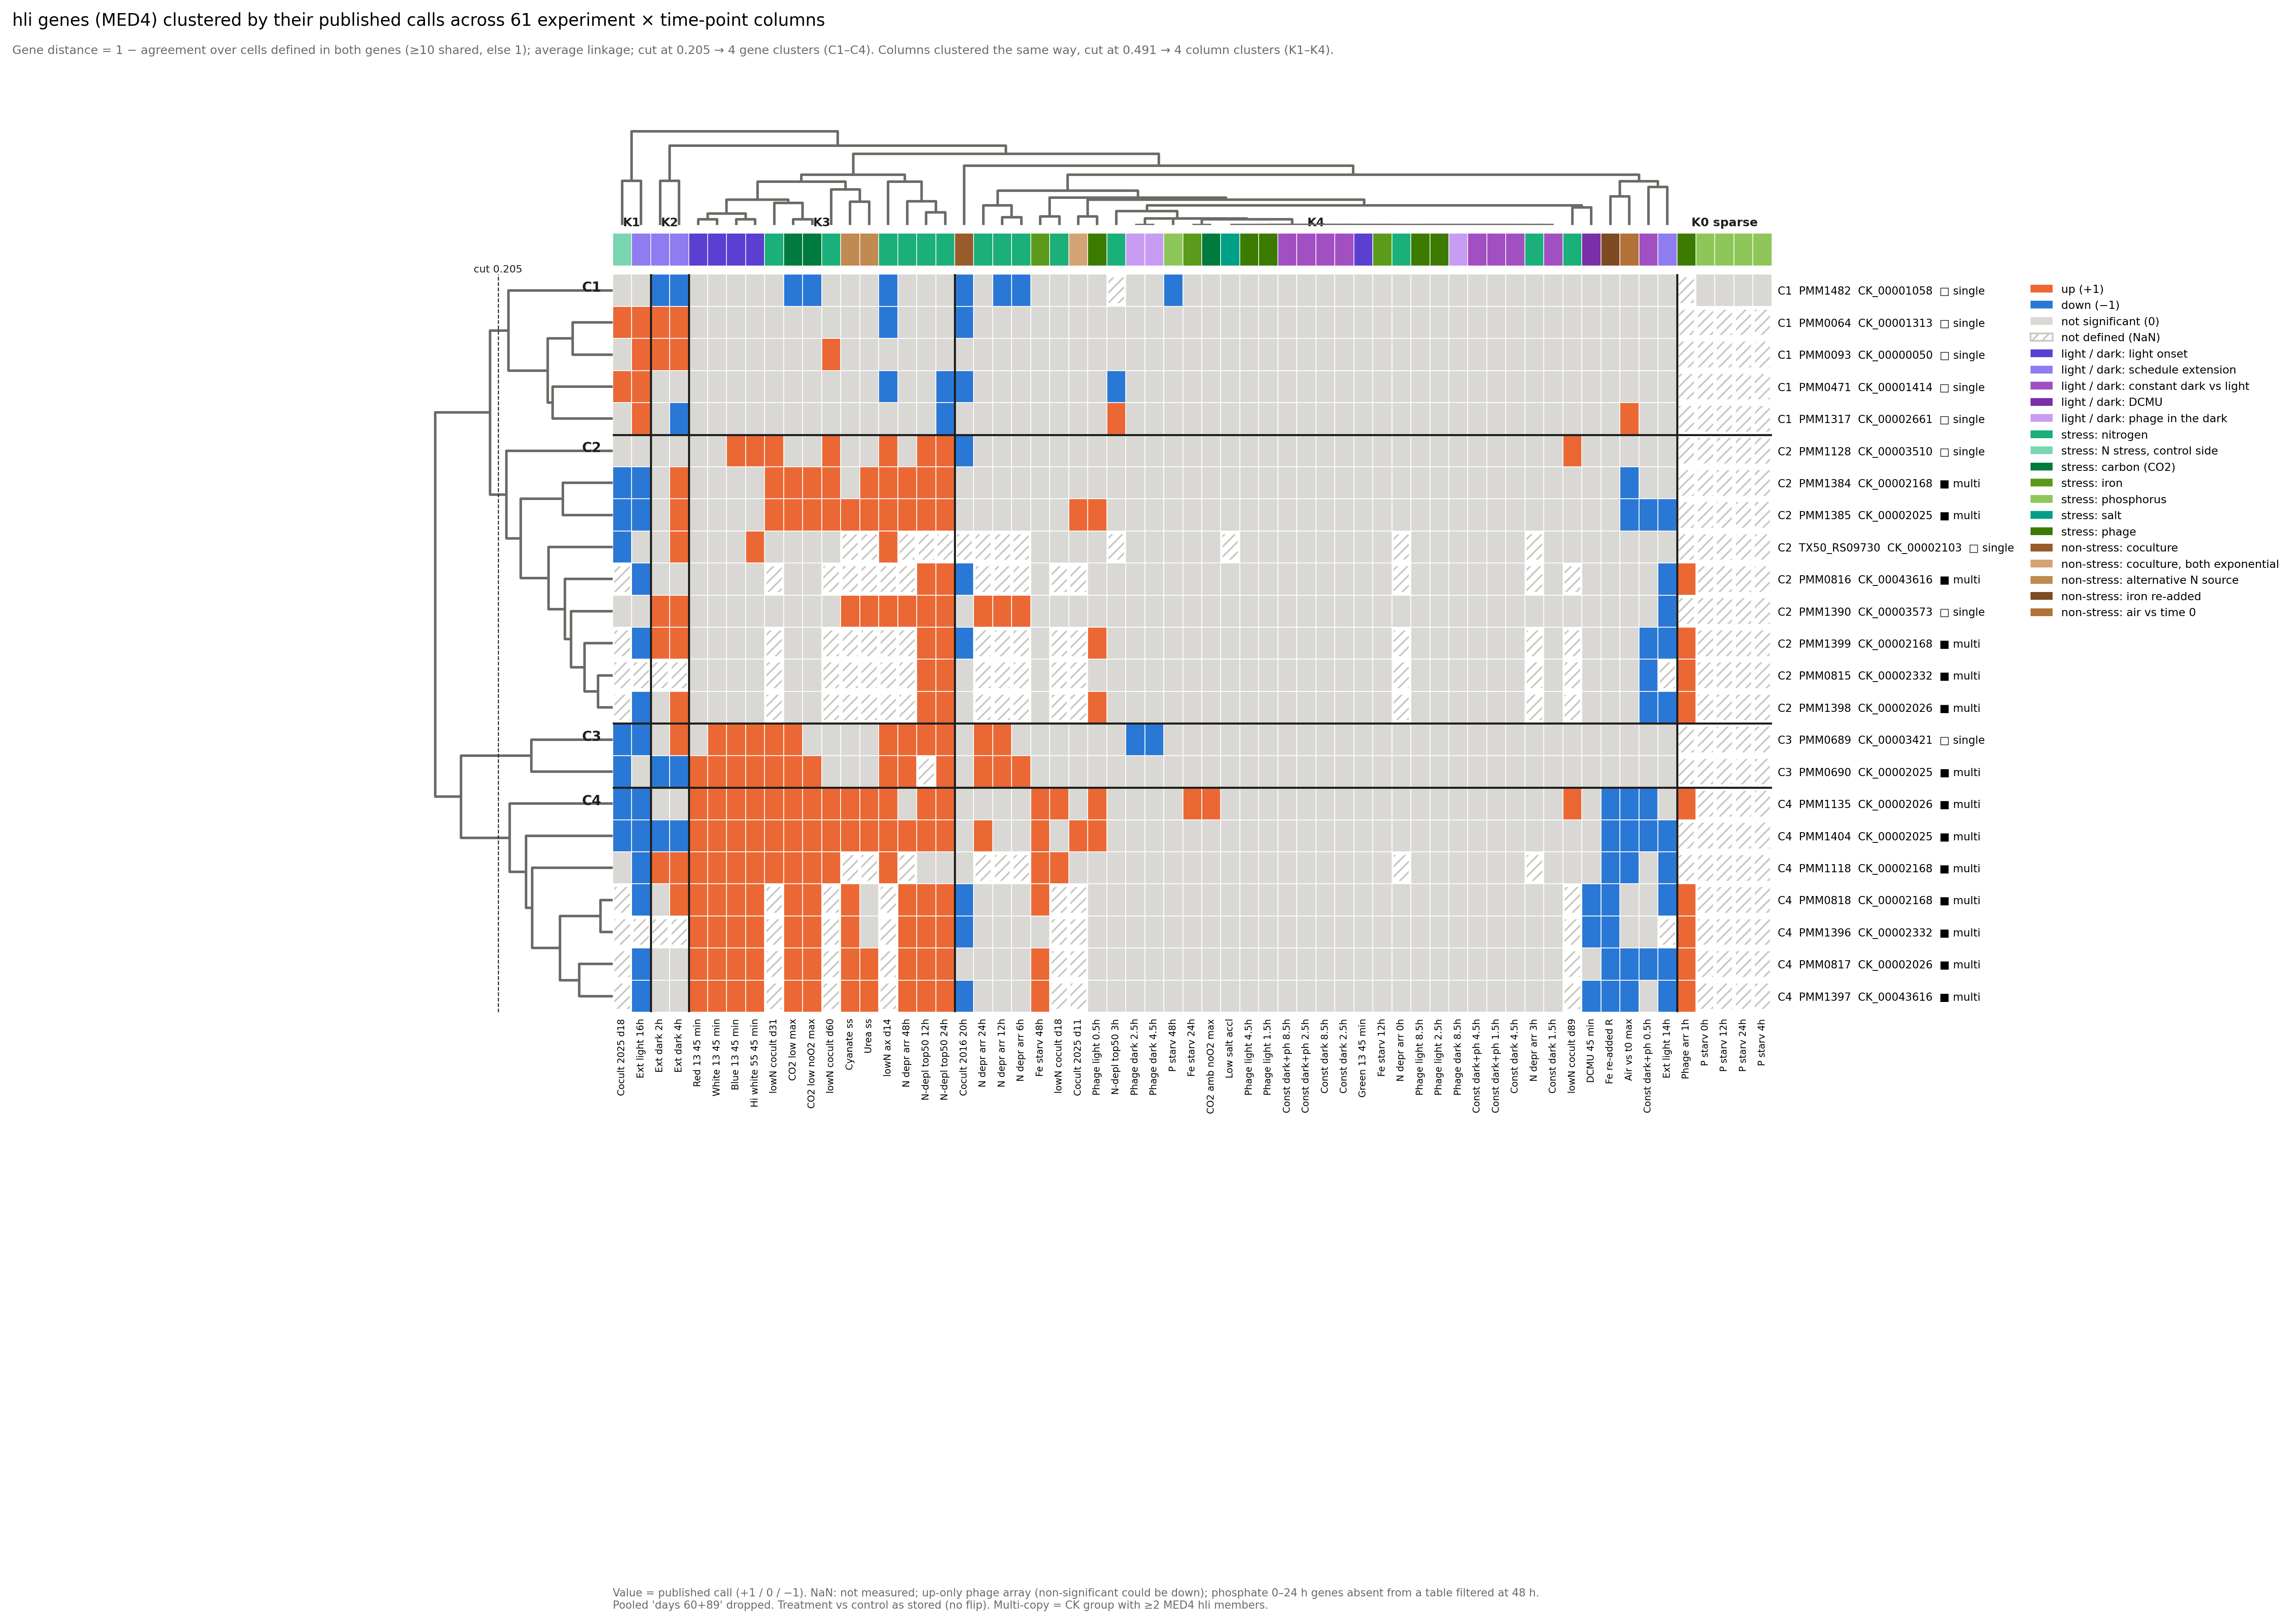 hli genes (MED4) clustered by their published calls across 61 experiment × time-point columns
Gene distance = 1 − agreement over cells defined in both genes (≥10 shared, else 1); average linkage; cut at 0.205 → 4 gene clusters (C1–C4). Columns clustered the same way, cut at 0.491 → 4 column clusters (K1–K4).
K1
K2
K3
K4
K0 sparse
cut 0.205
C1
C2
C3
C4
C1 PMM1482 CK_00001058 □ single
C1 PMM0064 CK_00001313 □ single
C1 PMM0093 CK_00000050 □ single
C1 PMM0471 CK_00001414 □ single
C1 PMM1317 CK_00002661 □ single
C2 PMM1128 CK_00003510 □ single
C2 PMM1384 CK_00002168 ■ multi
C2 PMM1385 CK_00002025 ■ multi
C2 TX50_RS09730 CK_00002103 □ single
C2 PMM0816 CK_00043616 ■ multi
C2 PMM1390 CK_00003573 □ single
C2 PMM1399 CK_00002168 ■ multi
C2 PMM0815 CK_00002332 ■ multi
C2 PMM1398 CK_00002026 ■ multi
C3 PMM0689 CK_00003421 □ single
C3 PMM0690 CK_00002025 ■ multi
C4 PMM1135 CK_00002026 ■ multi
C4 PMM1404 CK_00002025 ■ multi
C4 PMM1118 CK_00002168 ■ multi
C4 PMM0818 CK_00002168 ■ multi
C4 PMM1396 CK_00002332 ■ multi
C4 PMM0817 CK_00002026 ■ multi
C4 PMM1397 CK_00043616 ■ multi
up (+1)
down (−1)
not significant (0)
not defined (NaN)
light / dark: light onset
light / dark: schedule extension
light / dark: constant dark vs light
light / dark: DCMU
light / dark: phage in the dark
stress: nitrogen
stress: N stress, control side
stress: carbon (CO2)
stress: iron
stress: phosphorus
stress: salt
stress: phage
non-stress: coculture
non-stress: coculture, both exponential
non-stress: alternative N source
non-stress: iron re-added
non-stress: air vs time 0
Cocult 2025 d18
Ext light 16h
Ext dark 2h
Ext dark 4h
Red 13 45 min
White 13 45 min
Blue 13 45 min
Hi white 55 45 min
lowN cocult d31
CO2 low max
CO2 low noO2 max
lowN cocult d60
Cyanate ss
Urea ss
lowN ax d14
N depr arr 48h
N-depl top50 12h
N-depl top50 24h
Cocult 2016 20h
N depr arr 24h
N depr arr 12h
N depr arr 6h
Fe starv 48h
lowN cocult d18
Cocult 2025 d11
Phage light 0.5h
N-depl top50 3h
Phage dark 2.5h
Phage dark 4.5h
P starv 48h
Fe starv 24h
CO2 amb noO2 max
Low salt accl
Phage light 4.5h
Phage light 1.5h
Const dark+ph 8.5h
Const dark+ph 2.5h
Const dark 8.5h
Const dark 2.5h
Green 13 45 min
Fe starv 12h
N depr arr 0h
Phage light 8.5h
Phage light 2.5h
Phage dark 8.5h
Const dark+ph 4.5h
Const dark+ph 1.5h
Const dark 4.5h
N depr arr 3h
Const dark 1.5h
lowN cocult d89
DCMU 45 min
Fe re-added R
Air vs t0 max
Const dark+ph 0.5h
Ext light 14h
Phage arr 1h
P starv 0h
P starv 12h
P starv 24h
P starv 4h
Value = published call (+1 / 0 / −1). NaN: not measured; up-only phage array (non-significant could be down); phosphate 0–24 h genes absent from a table filtered at 48 h.
Pooled 'days 60+89' dropped. Treatment vs control as stored (no flip). Multi-copy = CK group with ≥2 MED4 hli members.